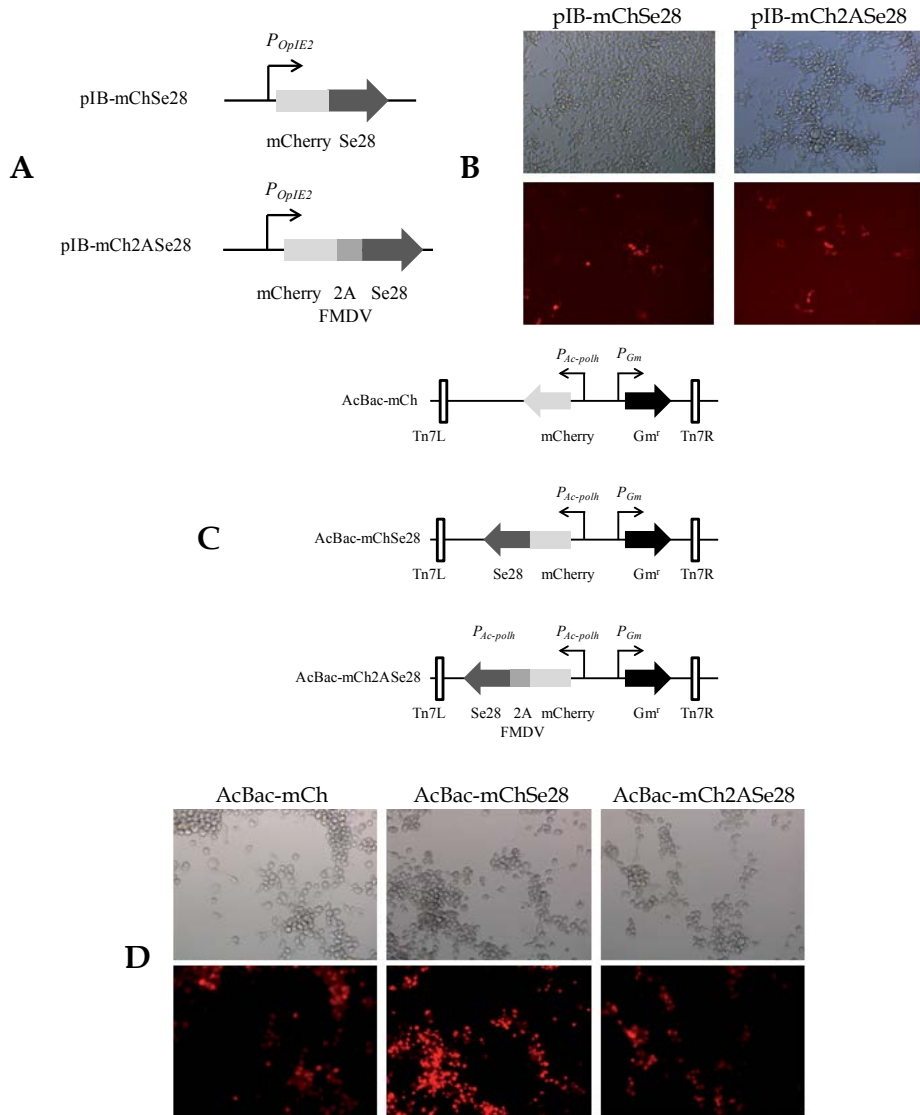 A
P_OpIE2
pIB-mChSe28
mCherry Se28
P_OpIE2
pIB-mCh2ASe28
mCherry 2A Se28
FMDV
B
pIB-mChSe28 pIB-mCh2ASe28
C
P_Ac-polh P_Gm
AcBac-mCh
Tn7L mCherry Gm^r Tn7R
P_Ac-polh P_Gm
AcBac-mChSe28
Tn7L Se28 mCherry Gm^r Tn7R
P_Ac-polh P_Ac-polh P_Gm
AcBac-mCh2ASe28
Tn7L Se28 2A mCherry Gm^r Tn7R
FMDV
D
AcBac-mCh AcBac-mChSe28 AcBac-mCh2ASe28